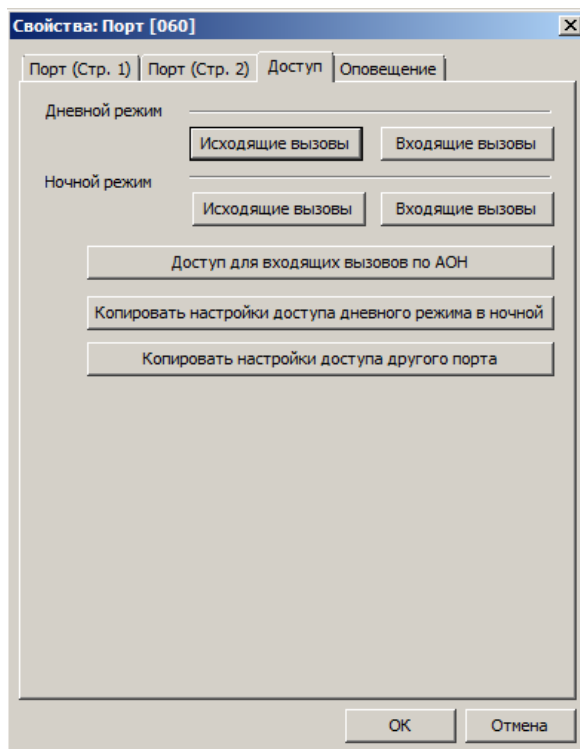 Свойства: Порт [060]
Порт (Стр. 1) Порт (Стр. 2) Доступ Оповещение
Дневной режим
Исходящие вызовы Входящие вызовы
Ночной режим
Исходящие вызовы Входящие вызовы
Доступ для входящих вызовов по АОН
Копировать настройки доступа дневного режима в ночной
Копировать настройки доступа другого порта
OK Отмена